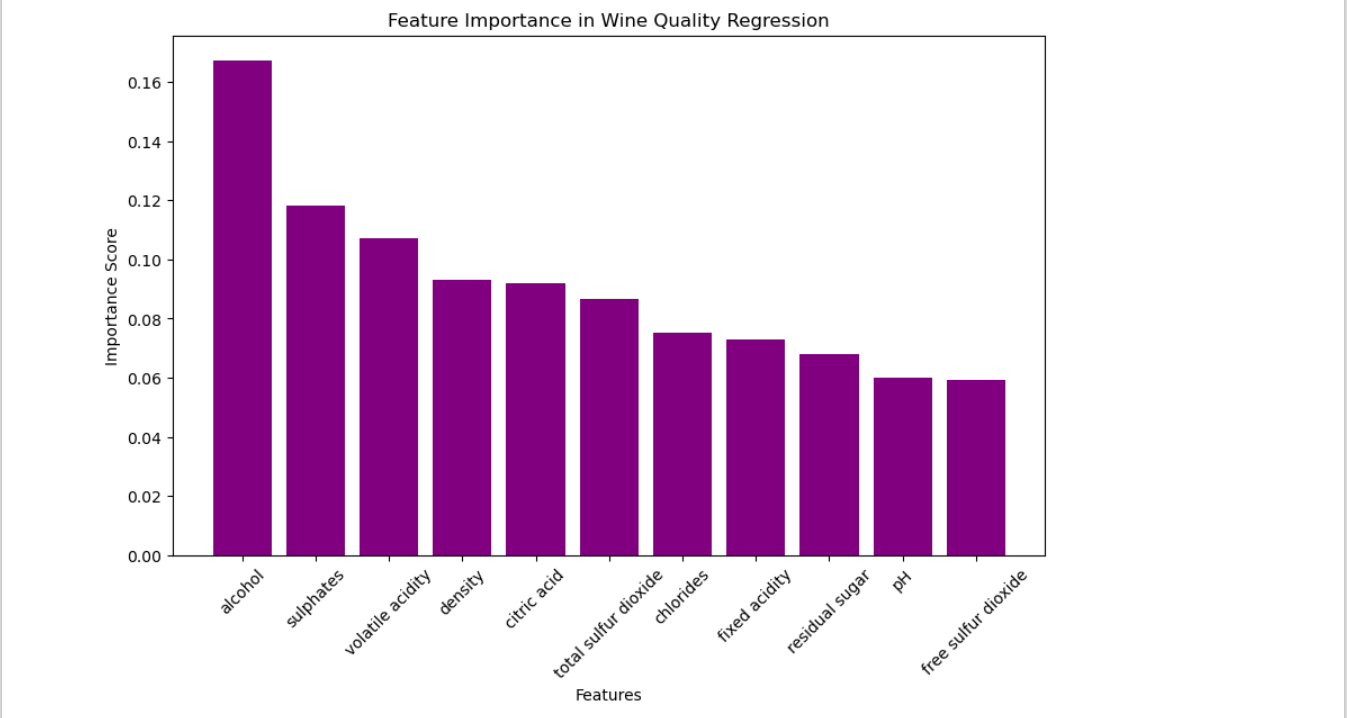 Feature Importance in Wine Quality Regression
Importance Score
0.16
0.14
0.12
0.10
0.08
0.06
0.04
0.02
0.00
alcohol
sulphates
volatile acidity
density
citric acid
total sulfur dioxide
chlorides
fixed acidity
residual sugar
pH
free sulfur dioxide
Features